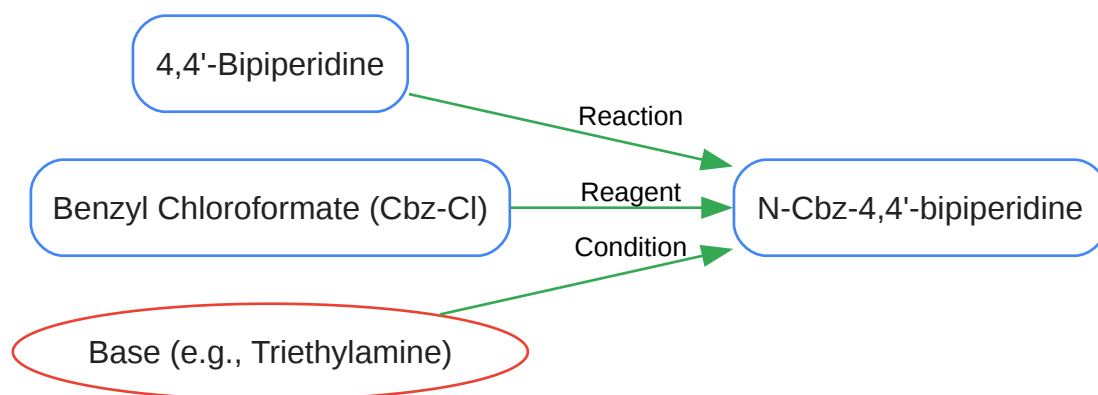 4,4'-Bipiperidine
Reaction
Benzyl Chloroformate (Cbz-Cl)
Reagent
N-Cbz-4,4'-bipiperidine
Condition
Base (e.g., Triethylamine)